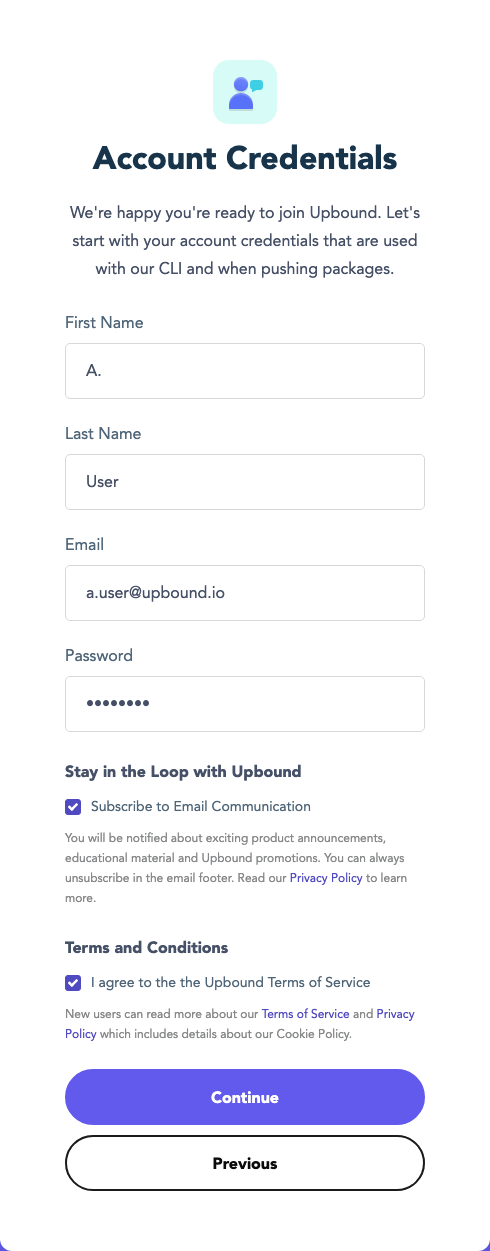 Account Credentials
We're happy you're ready to join Upbound. Let's
start with your account credentials that are used
with our CLI and when pushing packages.
First Name
A.
Last Name
User
Email
a.user@upbound.io
Password
••••••••
Stay in the Loop with Upbound
Subscribe to Email Communication
You will be notified about exciting product announcements,
educational material and Upbound promotions. You can always
unsubscribe in the email footer. Read our Privacy Policy to learn
more.
Terms and Conditions
I agree to the the Upbound Terms of Service
New users can read more about our Terms of Service and Privacy
Policy which includes details about our Cookie Policy.
Continue
Previous